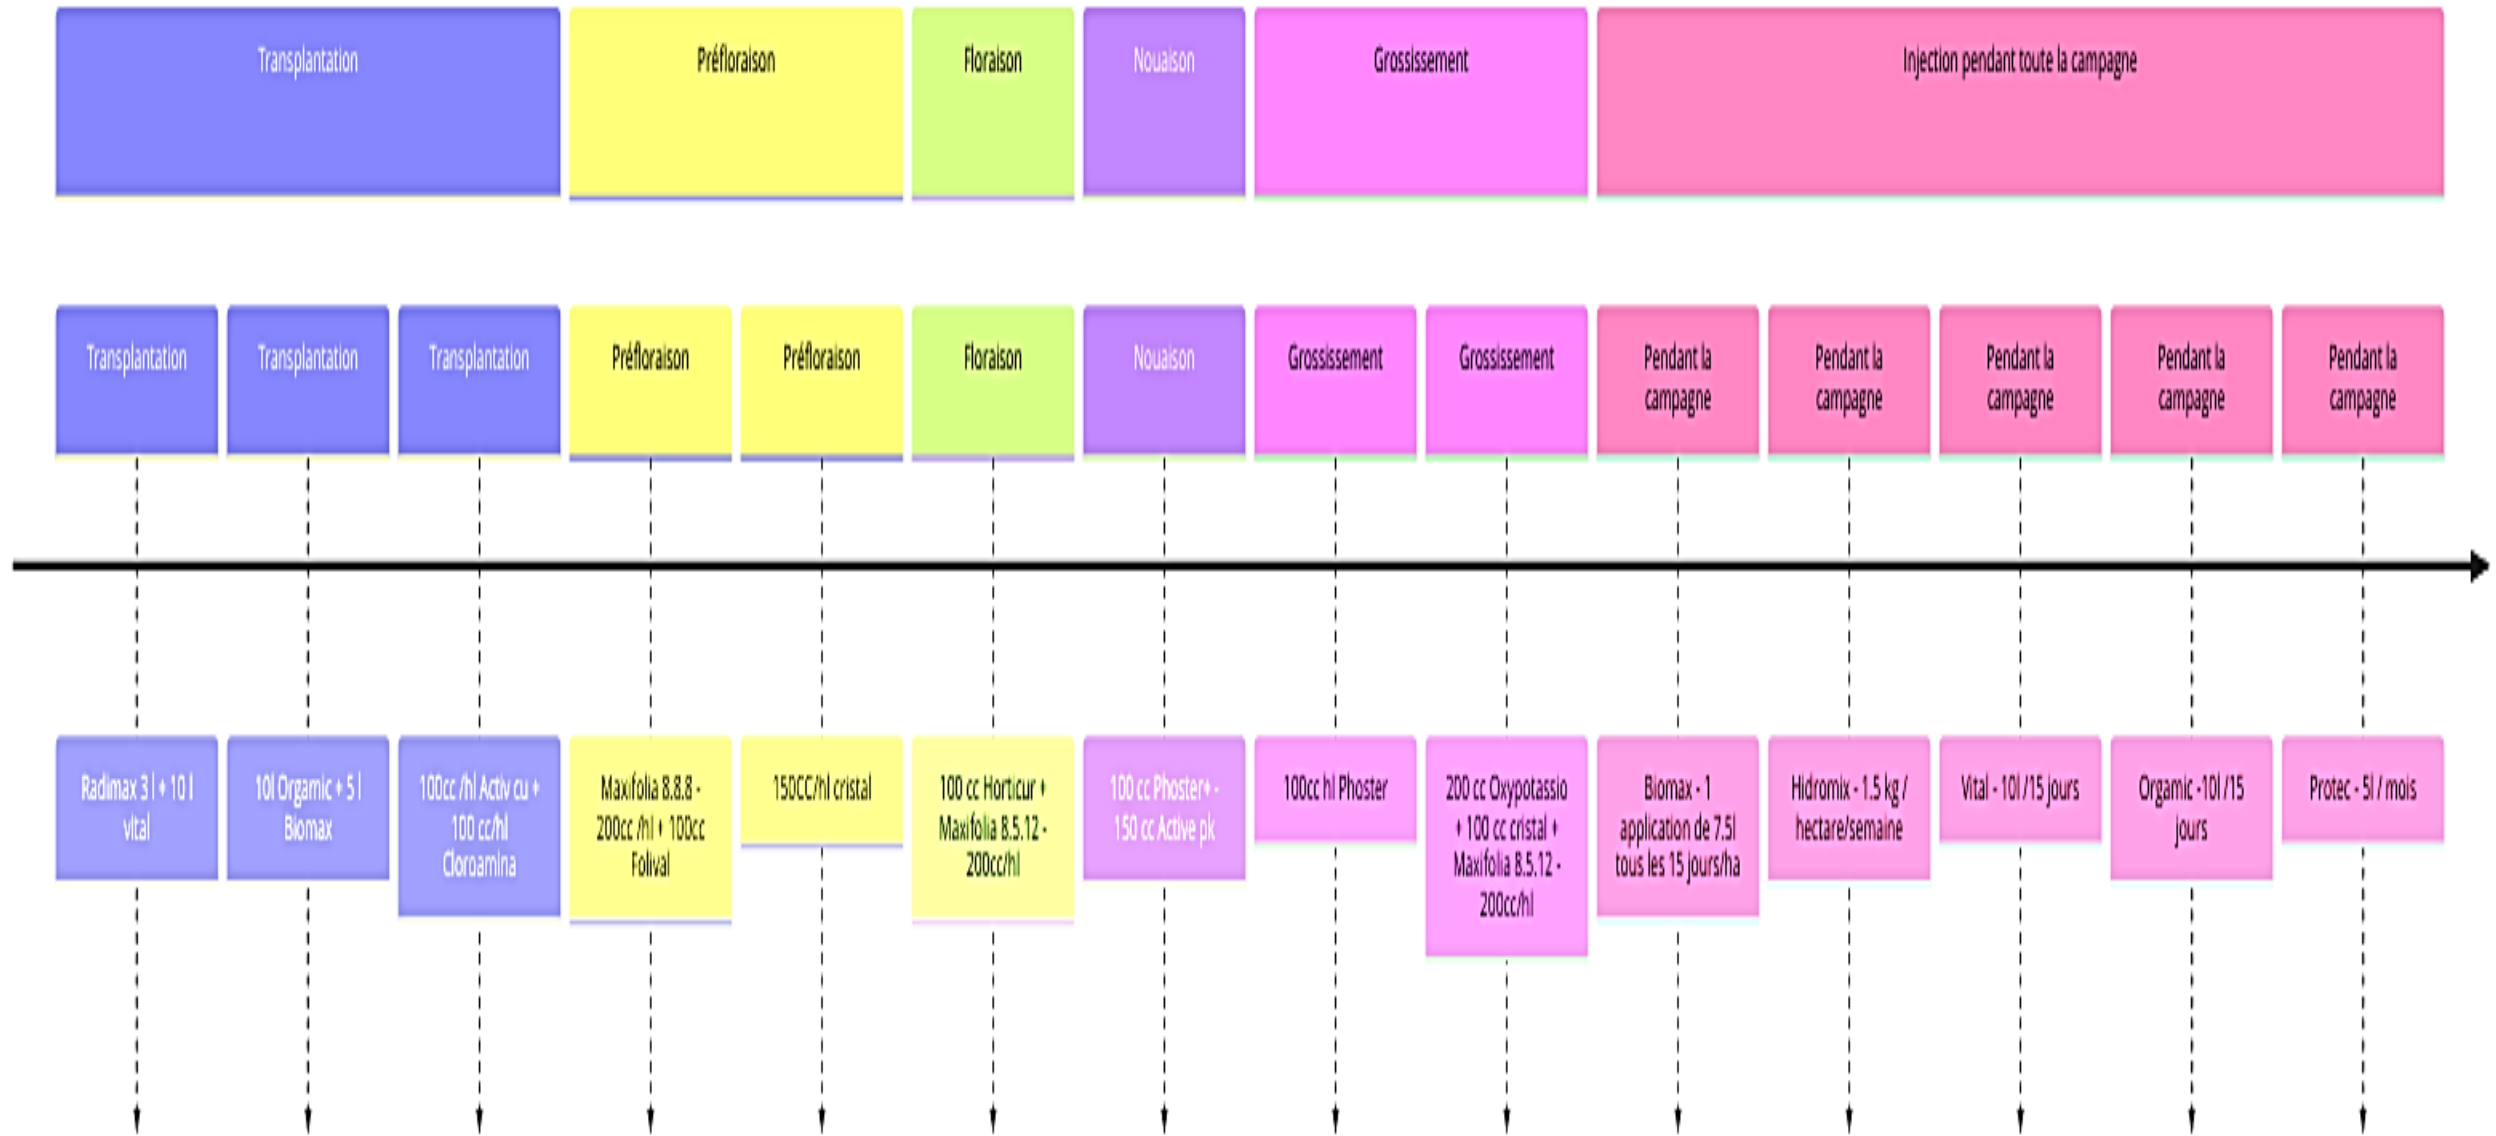 Transplantation
Préfloraison
Floraison
Nouaison
Grossissement
Injection pendant toute la campagne
Transplantation
Transplantation
Transplantation
Préfloraison
Préfloraison
Floraison
Nouaison
Grossissement
Grossissement
Pendant la
campagne
Pendant la
campagne
Pendant la
campagne
Pendant la
campagne
Pendant la
campagne
Radimax 3 l + 10 l
vital
10l Orgamic + 5 l
Biomax
100cc /hl Activ cu +
100 cc/hl
Cloroamina
Maxifolia 8.8.8 -
200cc /hl + 100cc
Folival
150CC/hl cristal
100 cc Horticur +
Maxifolia 8.5.12 -
200cc/hl
100 cc Phoster+ -
150 cc Active pk
100cc hl Phoster
200 cc Oxypotassio
+ 100 cc cristal +
Maxifolia 8.5.12 -
200cc/hl
Biomax - 1
application de 7.5l
tous les 15 jours/ha
Hidromix - 1.5 kg /
hectare/semaine
Vital - 10l /15 jours
Orgamic -10l /15
jours
Protec - 5l / mois